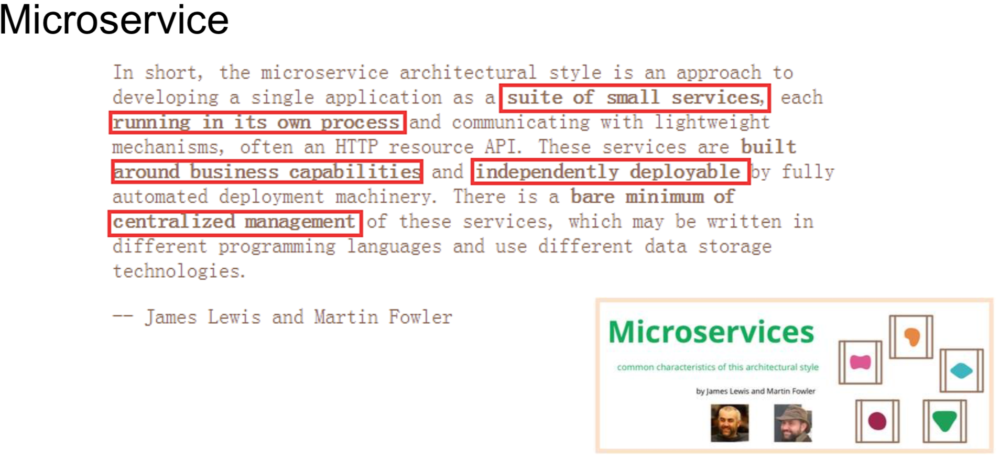 Microservice
In short, the microservice architectural style is an approach to
developing a single application as a suite of small services, each
running in its own process and communicating with lightweight
mechanisms, often an HTTP resource API. These services are built
around business capabilities and independently deployable by fully
automated deployment machinery. There is a bare minimum of
centralized management of these services, which may be written in
different programming languages and use different data storage
technologies.
-- James Lewis and Martin Fowler
Microservices
common characteristics of this architectural style
by James Lewis and Martin Fowler